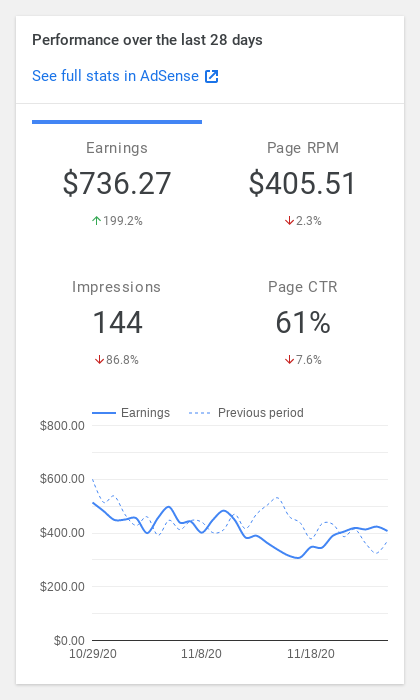 Performance over the last 28 days
See full stats in AdSense
Earnings Page RPM
$736.27 $405.51
199.2% 2.3%
Impressions Page CTR
144 61%
86.8% 7.6%
Earnings Previous period
$800.00
$600.00
$400.00
$200.00
$0.00
10/29/20 11/8/20 11/18/20